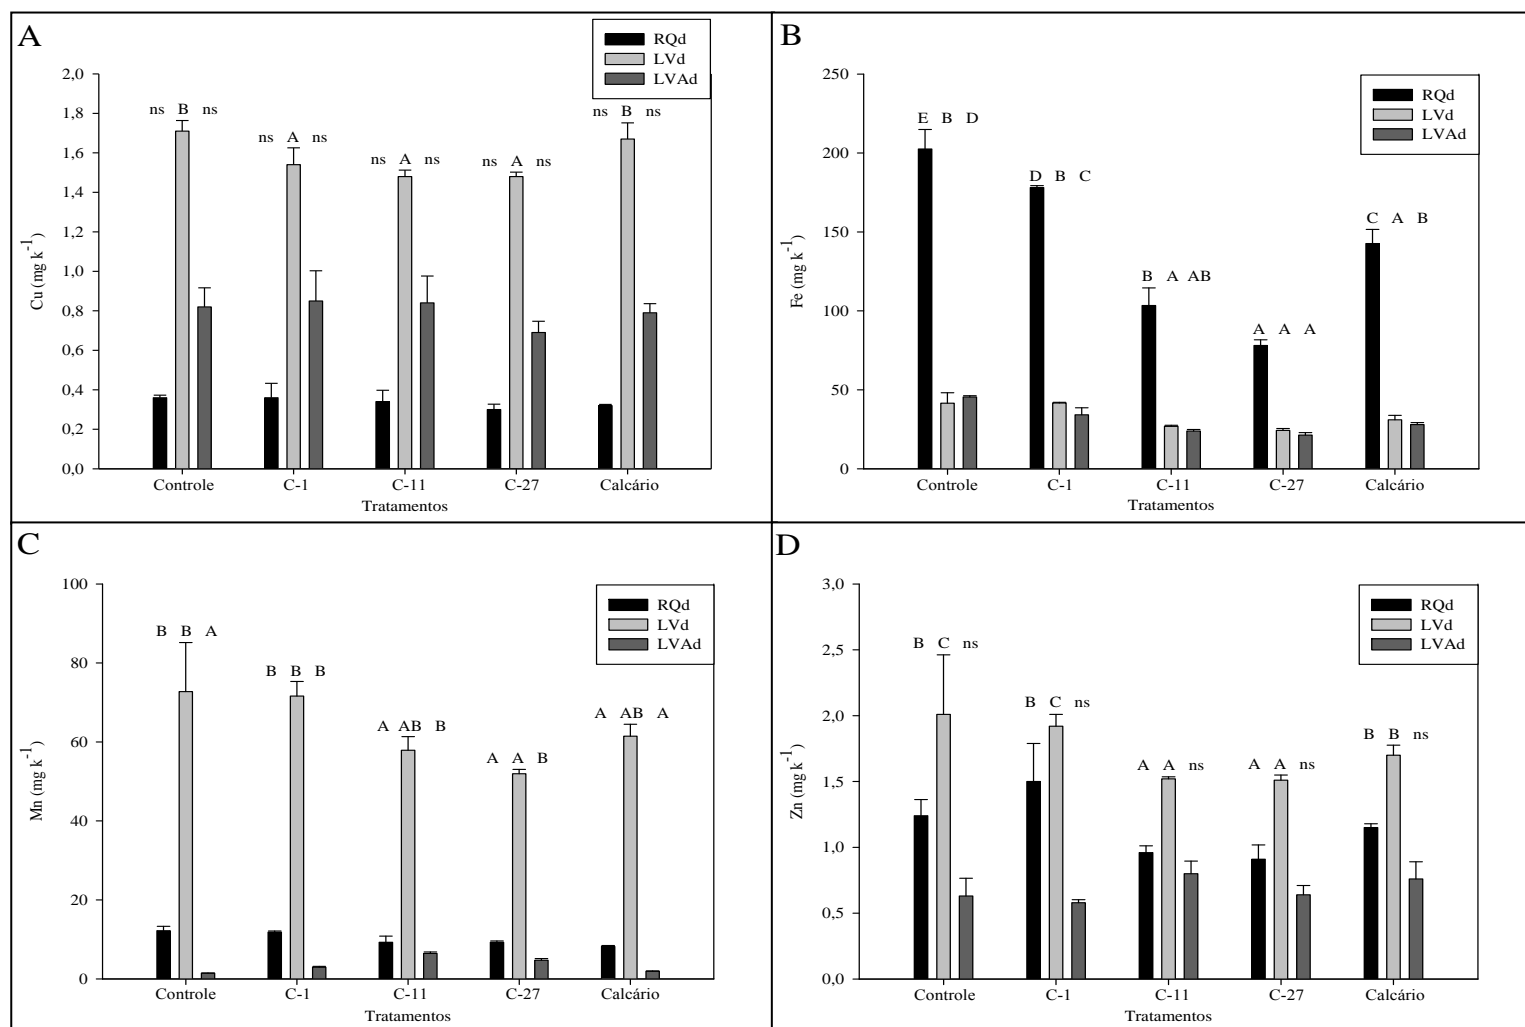 A
RQd
LVd
LVAd
2,0
1,8
1,6
1,4
1,2
1,0
0,8
0,6
0,4
0,2
0,0
Cu (mg k-1)
ns B ns
ns A ns
ns A ns
ns A ns
ns B ns
Controle C-1 C-11 C-27 Calcário
Tratamentos
B
RQd
LVd
LVAd
250
200
150
100
50
0
Fe (mg k-1)
E B D
D B C
B A AB
A A A
C A B
Controle C-1 C-11 C-27 Calcário
Tratamentos
C
RQd
LVd
LVAd
100
80
60
40
20
0
Mn (mg k-1)
B B A
B B B
A AB B
A A B
A AB A
Controle C-1 C-11 C-27 Calcário
Tratamentos
D
RQd
LVd
LVAd
3,0
2,5
2,0
1,5
1,0
0,5
0,0
Zn (mg k-1)
B C ns
B C ns
A A ns
A A ns
B B ns
Controle C-1 C-11 C-27 Calcário
Tratamentos